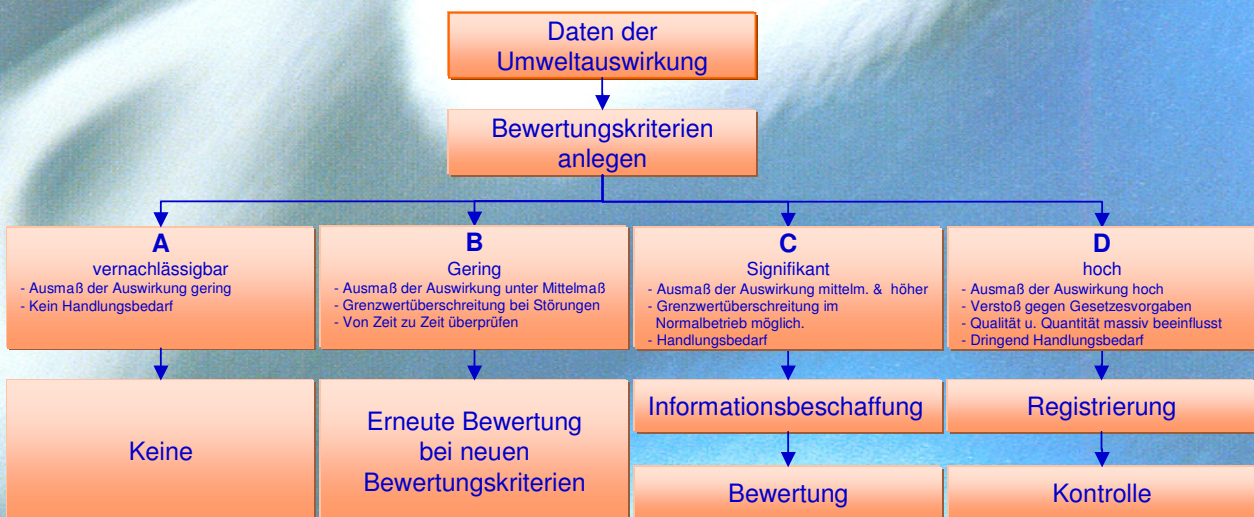 Daten der
Umweltauswirkung
Bewertungskriterien
anlegen
A
vernachlässigbar
- Ausmaß der Auswirkung gering
- Kein Handlungsbedarf
B
Gering
- Ausmaß der Auswirkung unter Mittelmaß
- Grenzwertüberschreitung bei Störungen
- Von Zeit zu Zeit überprüfen
C
Signifikant
- Ausmaß der Auswirkung mittelm. & höher
- Grenzwertüberschreitung im
Normalbetrieb möglich.
- Handlungsbedarf
D
hoch
- Ausmaß der Auswirkung hoch
- Verstoß gegen Gesetzesvorgaben
- Qualität u. Quantität massiv beeinflusst
- Dringend Handlungsbedarf
Keine
Erneute Bewertung
bei neuen
Bewertungskriterien
Informationsbeschaffung
Bewertung
Registrierung
Kontrolle